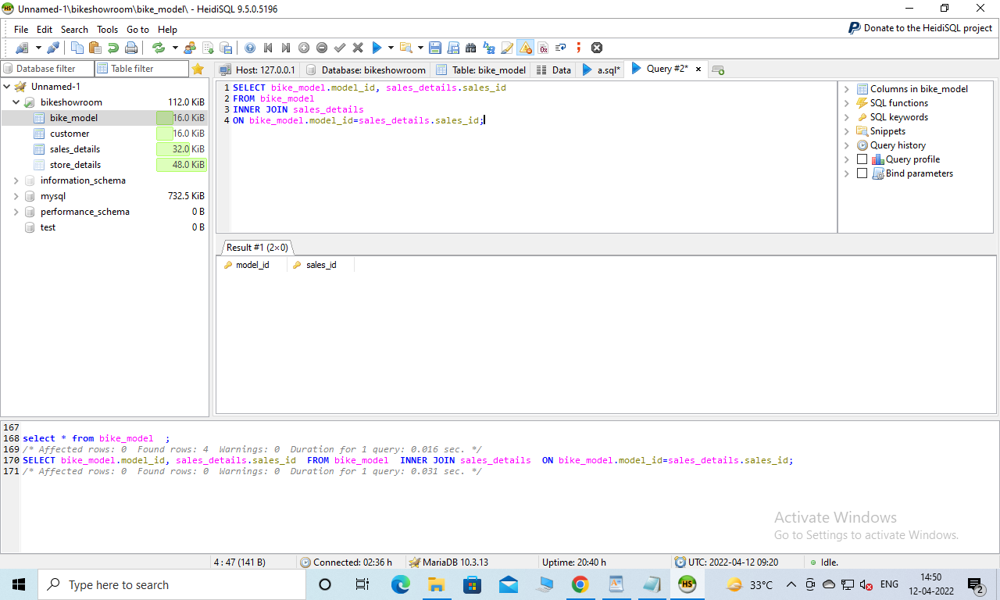 Unnamed-1\bikeshowroom\bike_model\ - HeidiSQL 9.5.0.5196
File Edit Search Tools Go to Help
Donate to the HeidiSQL project
Database filter
Table filter
Host: 127.0.0.1
Database: bikeshowroom
Table: bike_model
Data
a.sql*
Query #2*
Unnamed-1
bikeshowroom 112.0 KiB
bike_model 16.0 KiB
customer 16.0 KiB
sales_details 32.0 KiB
store_details 48.0 KiB
information_schema
mysql 732.5 KiB
performance_schema 0 B
test 0 B
1 SELECT bike_model.model_id, sales_details.sales_id
2 FROM bike_model
3 INNER JOIN sales_details
4 ON bike_model.model_id=sales_details.sales_id;
Columns in bike_model
SQL functions
SQL keywords
Snippets
Query history
Query profile
Bind parameters
Result #1 (2×0)
model_id sales_id
167
168 select * from bike_model  ;
169 /* Affected rows: 0  Found rows: 4  Warnings: 0  Duration for 1 query: 0.016 sec. */
170 SELECT bike_model.model_id, sales_details.sales_id  FROM bike_model  INNER JOIN sales_details  ON bike_model.model_id=sales_details.sales_id;
171 /* Affected rows: 0  Found rows: 0  Warnings: 0  Duration for 1 query: 0.031 sec. */
Activate Windows
Go to Settings to activate Windows.
4 : 47 (141 B)
Connected: 02:36 h
MariaDB 10.3.13
Uptime: 20:40 h
UTC: 2022-04-12 09:20
Idle.
Type here to search
HS
33°C
ENG
14:50
12-04-2022
2